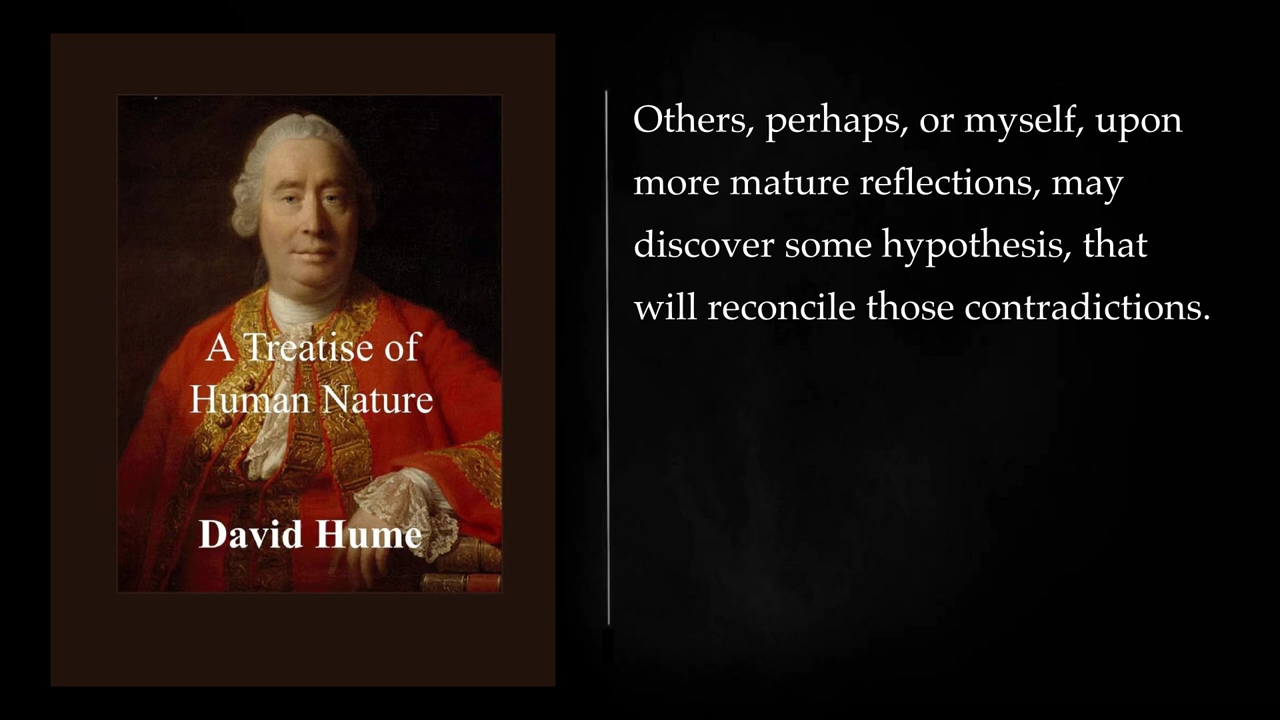 A Treatise of
Human Nature
David Hume
Others, perhaps, or myself, upon
more mature reflections, may
discover some hypothesis, that
will reconcile those contradictions.